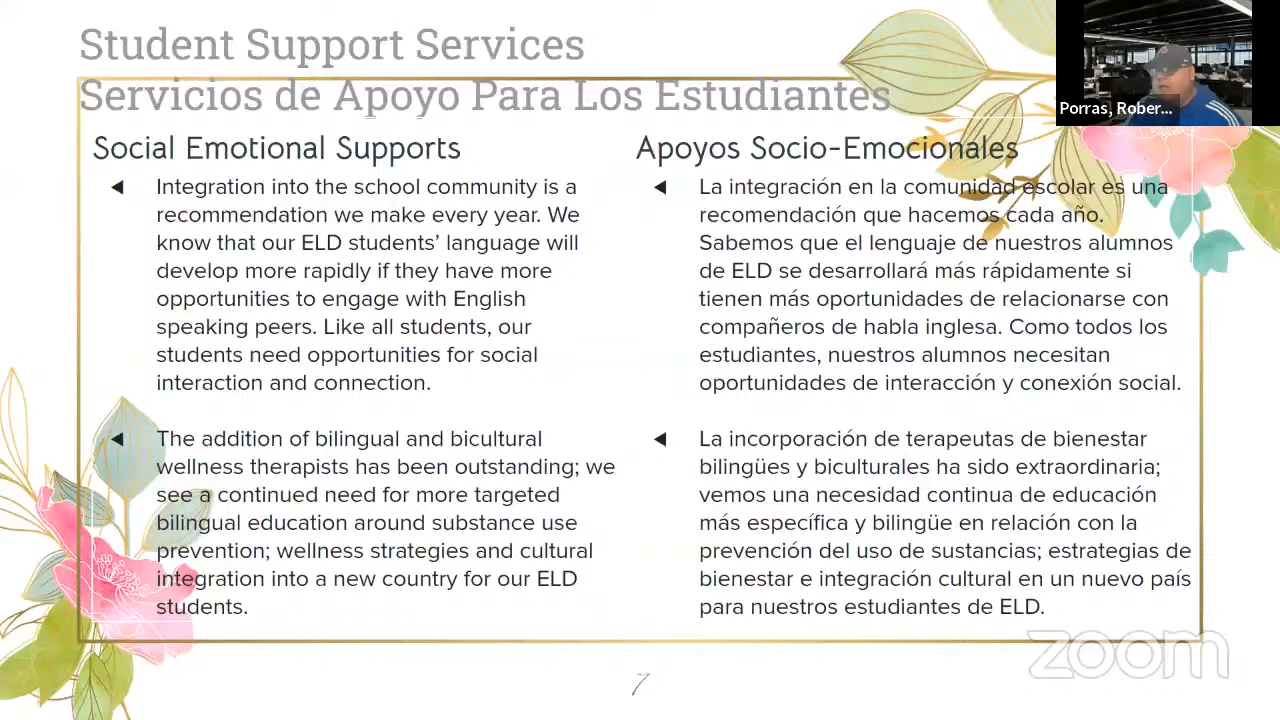 Student Support Services
Servicios de Apoyo Para Los Estudiantes
Social Emotional Supports
Integration into the school community is a
recommendation we make every year. We
know that our ELD students’ language will
develop more rapidly if they have more
opportunities to engage with English
speaking peers. Like all students, our
students need opportunities for social
interaction and connection.
The addition of bilingual and bicultural
wellness therapists has been outstanding; we
see a continued need for more targeted
bilingual education around substance use
prevention; wellness strategies and cultural
integration into a new country for our ELD
students.
Apoyos Socio-Emocionales
La integración en la comunidad escolar es una
recomendación que hacemos cada año.
Sabemos que el lenguaje de nuestros alumnos
de ELD se desarrollará más rápidamente si
tienen más oportunidades de relacionarse con
compañeros de habla inglesa. Como todos los
estudiantes, nuestros alumnos necesitan
oportunidades de interacción y conexión social.
La incorporación de terapeutas de bienestar
bilingües y biculturales ha sido extraordinaria;
vemos una necesidad continua de educación
más específica y bilingüe en relación con la
prevención del uso de sustancias; estrategias de
bienestar e integración cultural en un nuevo país
para nuestros estudiantes de ELD.
Porras, Rober...
zoom
7